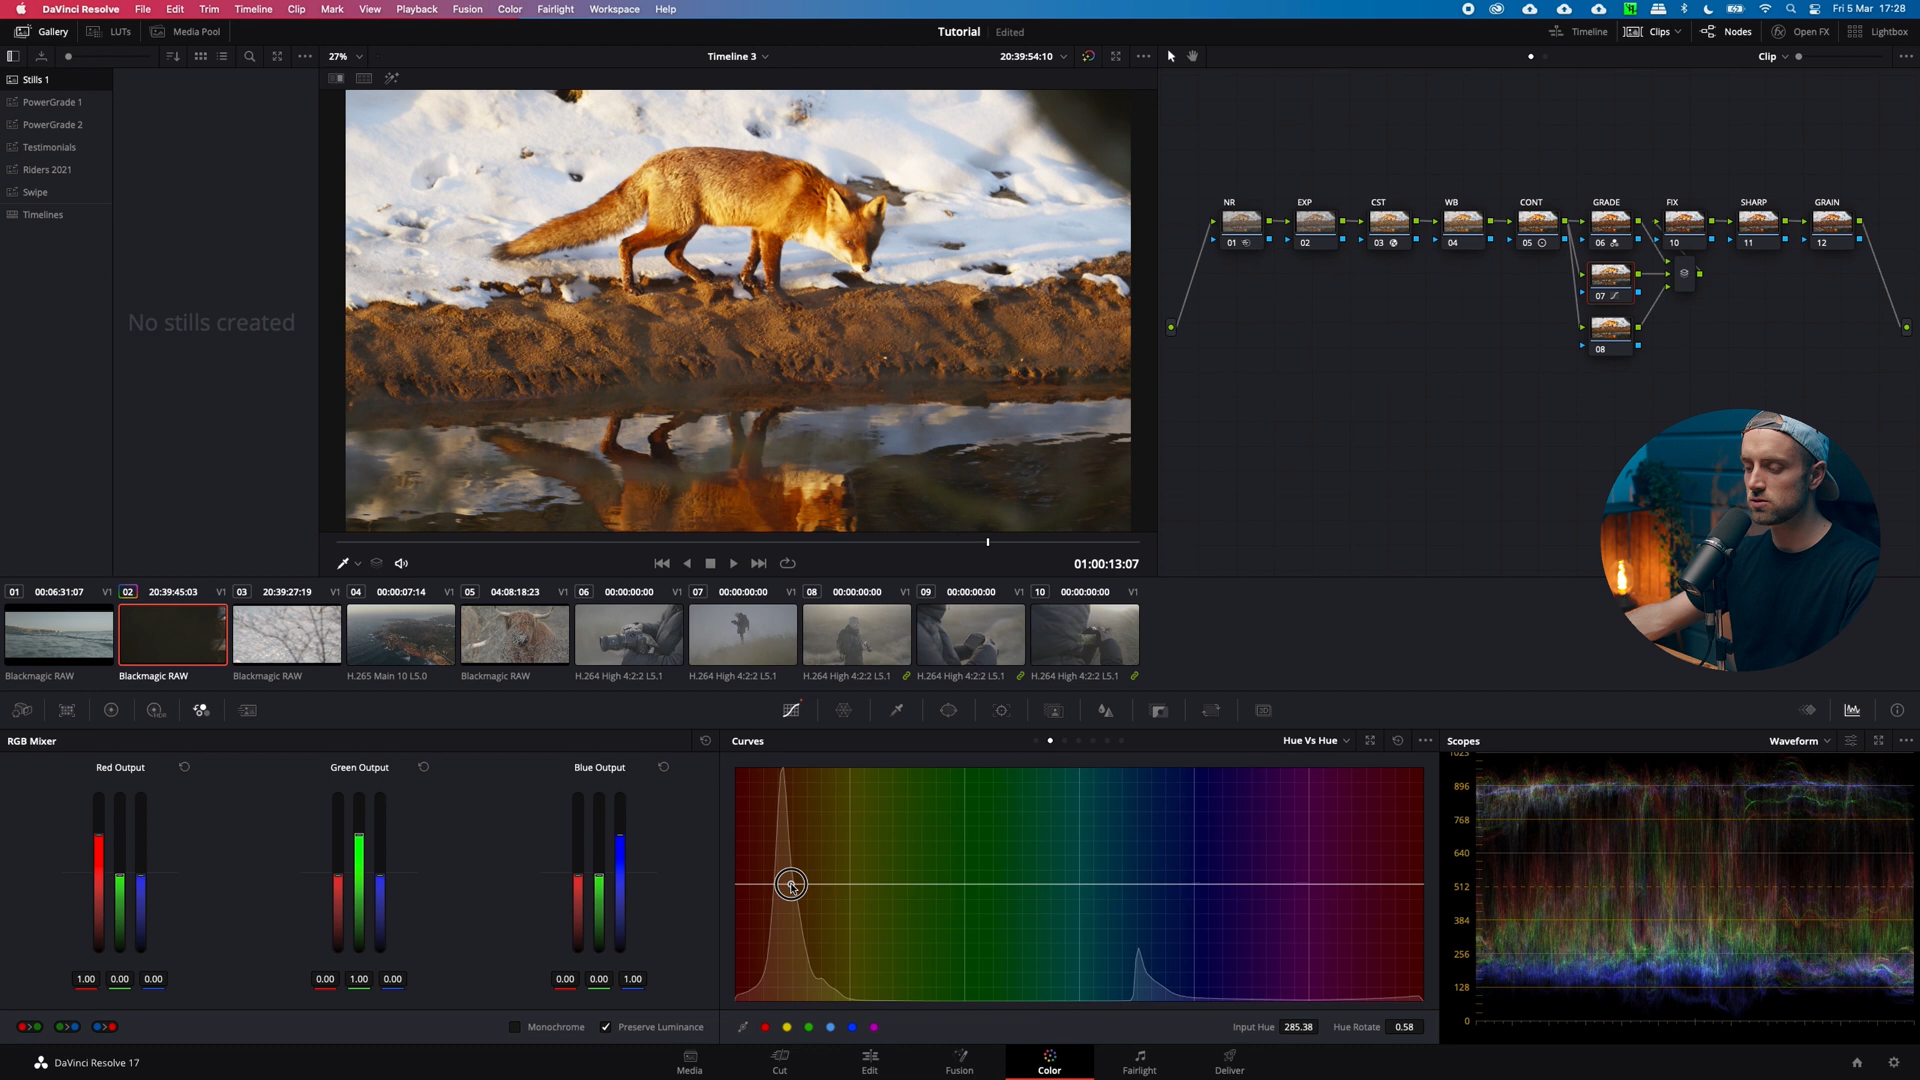 DaVinci Resolve File Edit Trim Timeline Clip Mark View Playback Fusion Color Fairlight Workspace Help Fri 5 Mar 17:28
Gallery LUTs Media Pool Tutorial Edited Timeline Clips Nodes Open FX Lightbox
27% Timeline 3 20:39:54:10 Clip
Stills 1
PowerGrade 1
PowerGrade 2
Testimonials
Riders 2021
Swipe
Timelines
No stills created
NR EXP CST WB CONT GRADE FIX SHARP GRAIN
01 02 03 04 05 06 10 11 12
07
08
01:00:13:07
01 00:06:31:07 V1 02 20:39:45:03 V1 03 20:39:27:19 V1 04 00:00:07:14 V1 05 04:08:18:23 V1 06 00:00:00:00 V1 07 00:00:00:00 V1 08 00:00:00:00 V1 09 00:00:00:00 V1 10 00:00:00:00 V1
Blackmagic RAW Blackmagic RAW Blackmagic RAW H.265 Main 10 L5.0 Blackmagic RAW H.264 High 4:2:2 L5.1 H.264 High 4:2:2 L5.1 H.264 High 4:2:2 L5.1 H.264 High 4:2:2 L5.1 H.264 High 4:2:2 L5.1
HDR 3D
RGB Mixer Curves Hue Vs Hue Scopes Waveform
Red Output Green Output Blue Output
1023
896
768
640
512
384
256
128
0
1.00 0.00 0.00 0.00 1.00 0.00 0.00 0.00 1.00
Monochrome Preserve Luminance Input Hue 285.38 Hue Rotate 0.58
DaVinci Resolve 17 Media Cut Edit Fusion Color Fairlight Deliver